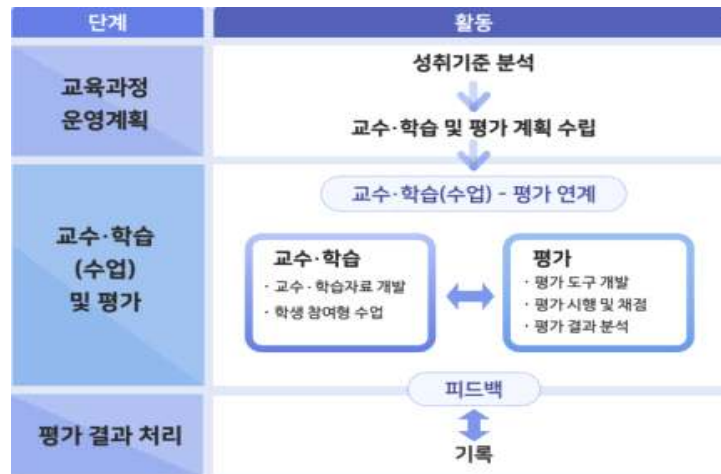 단계
활동
교육과정
운영계획
성취기준 분석
교수·학습 및 평가 계획 수립
교수·학습
(수업)
및 평가
교수·학습(수업) - 평가 연계
교수·학습
· 교수·학습자료 개발
· 학생 참여형 수업
평가
· 평가 도구 개발
· 평가 시행 및 채점
· 평가 결과 분석
피드백
평가 결과 처리
기록